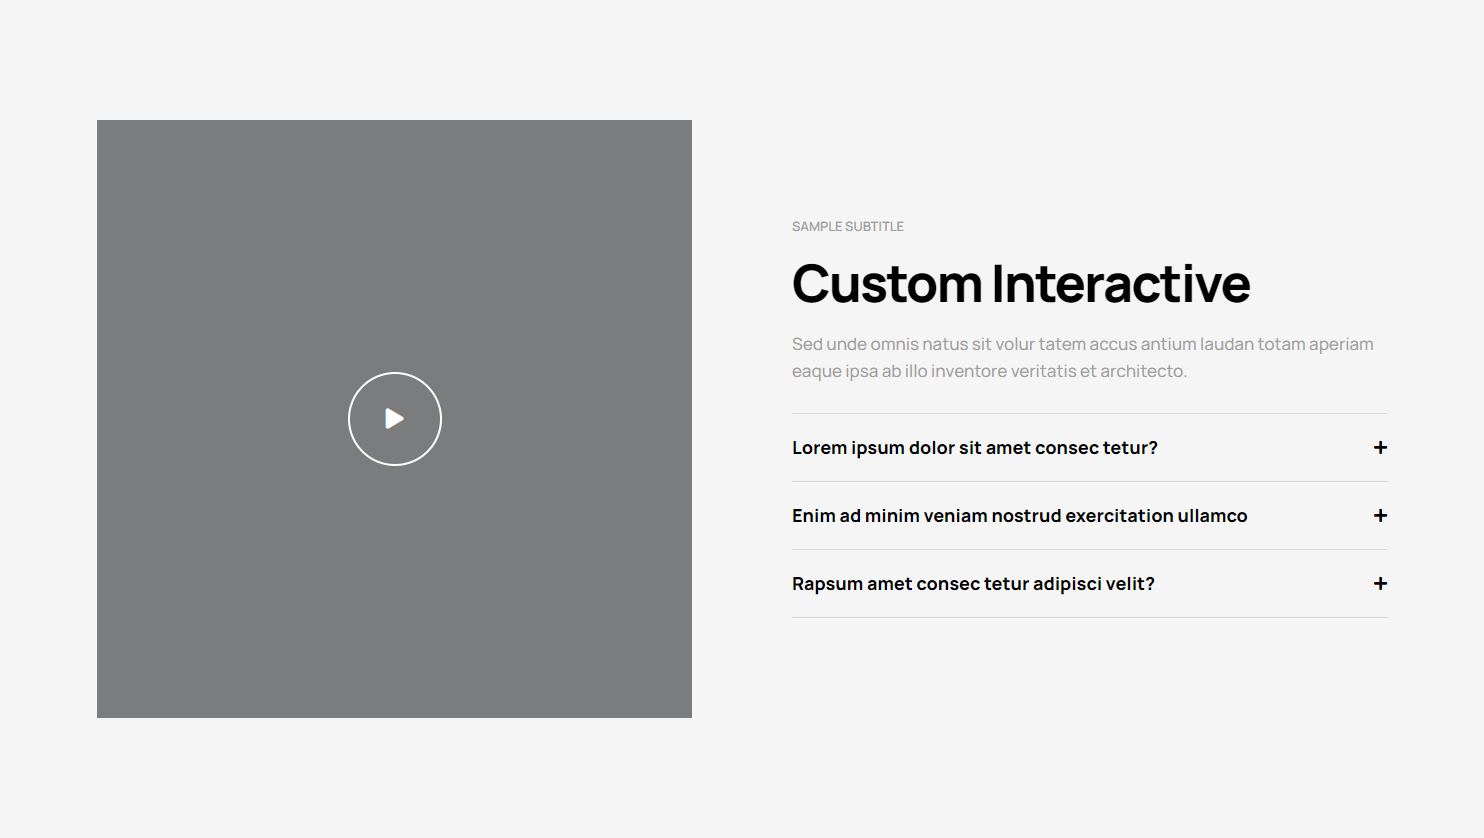 SAMPLE SUBTITLE
Custom Interactive
Sed unde omnis natus sit volur tatem accus antium laudan totam aperiam
eaque ipsa ab illo inventore veritatis et architecto.
Lorem ipsum dolor sit amet consec tetur?
Enim ad minim veniam nostrud exercitation ullamco
Rapsum amet consec tetur adipisci velit?